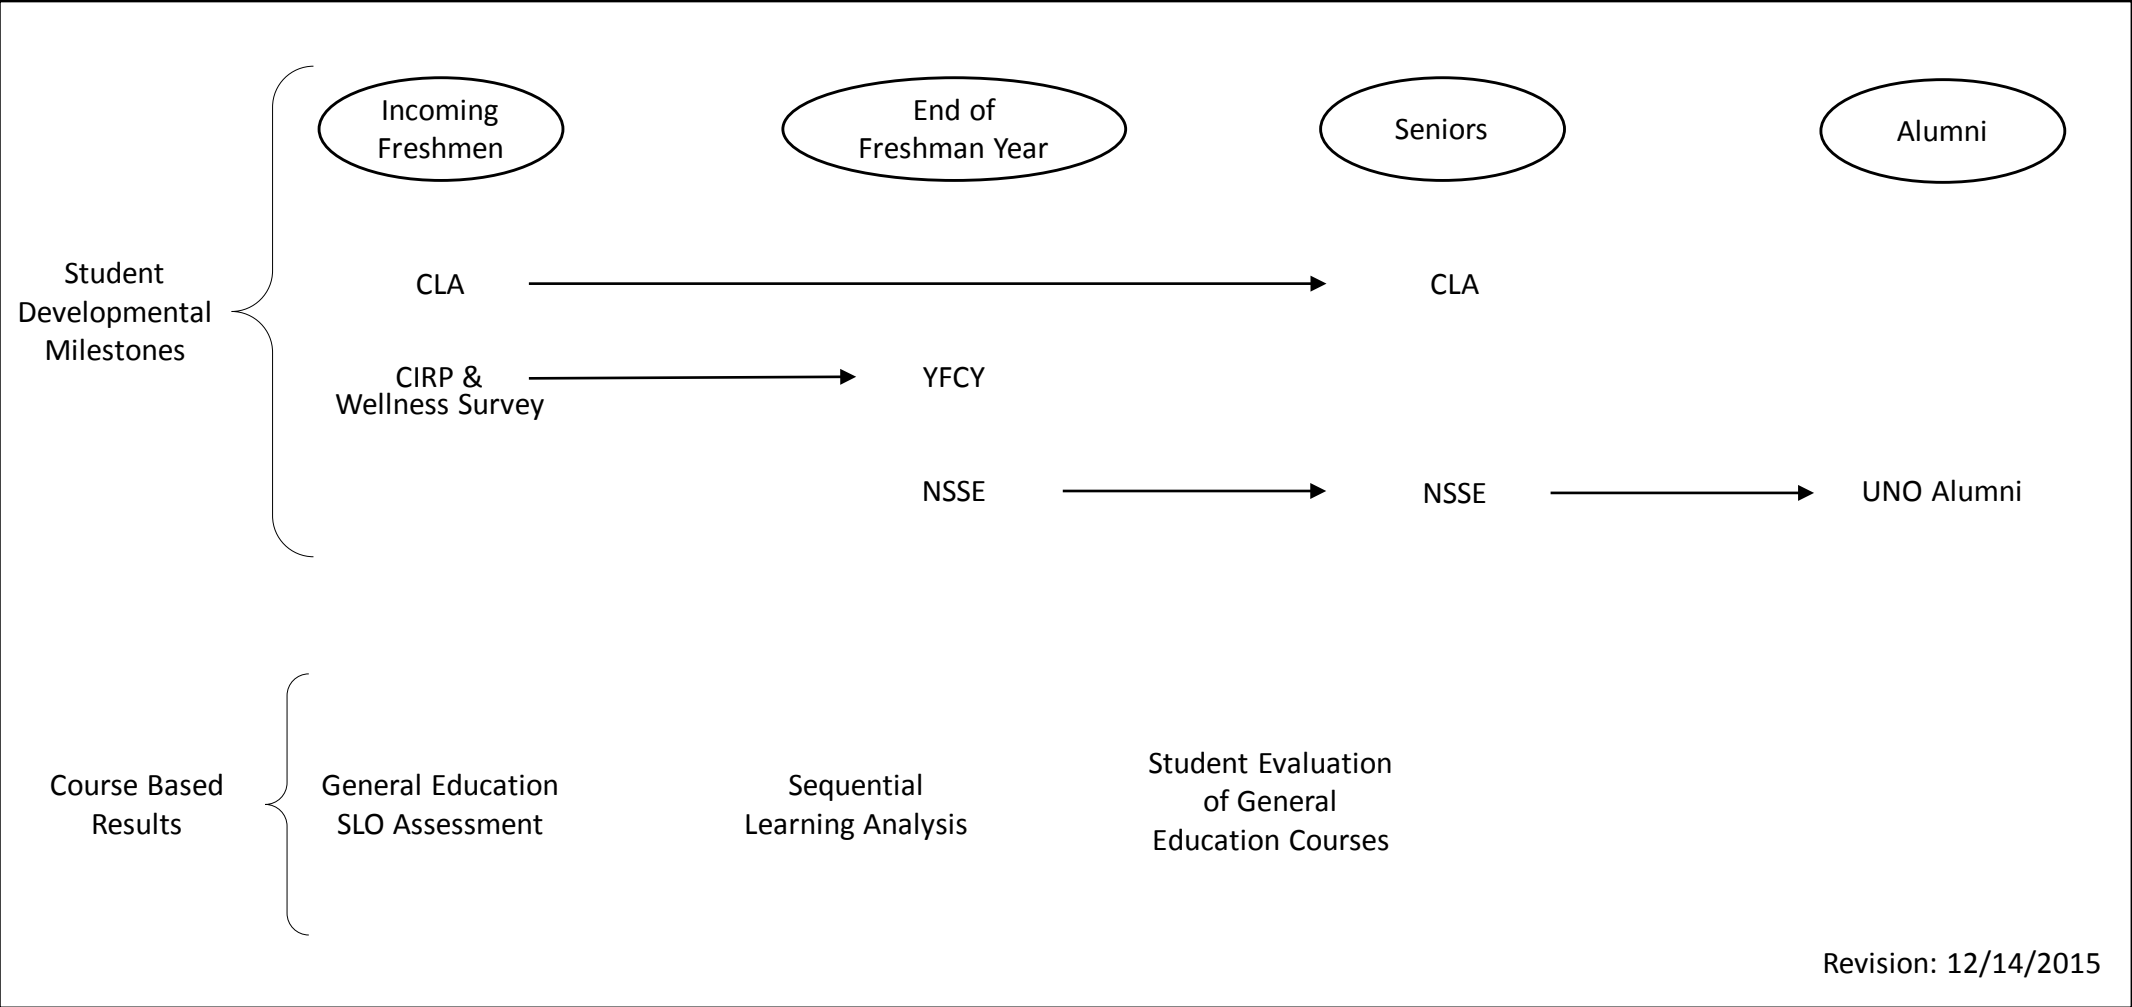 Incoming
Freshmen
End of
Freshman Year
Seniors
Alumni
Student
Developmental
Milestones
CLA
CLA
CIRP &
Wellness Survey
YFCY
NSSE
NSSE
UNO Alumni
Course Based
Results
General Education
SLO Assessment
Sequential
Learning Analysis
Student Evaluation
of General
Education Courses
Revision: 12/14/2015